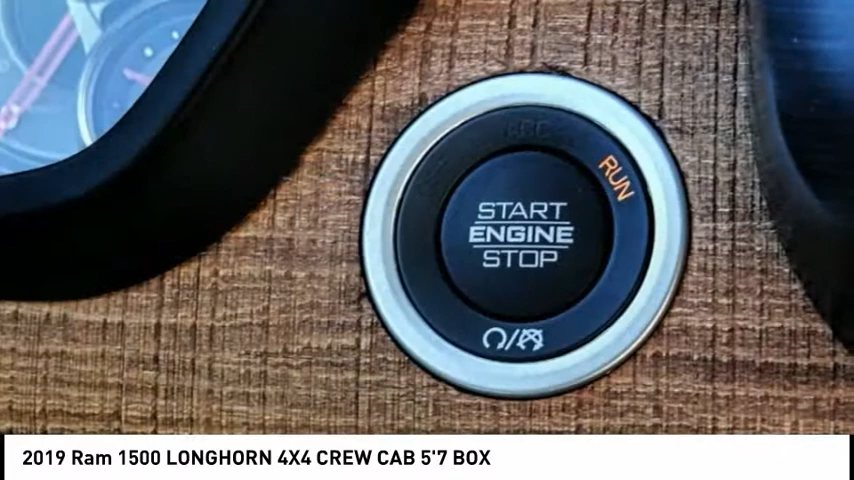 RUN
START
ENGINE
STOP
2019 Ram 1500 LONGHORN 4X4 CREW CAB 5'7 BOX